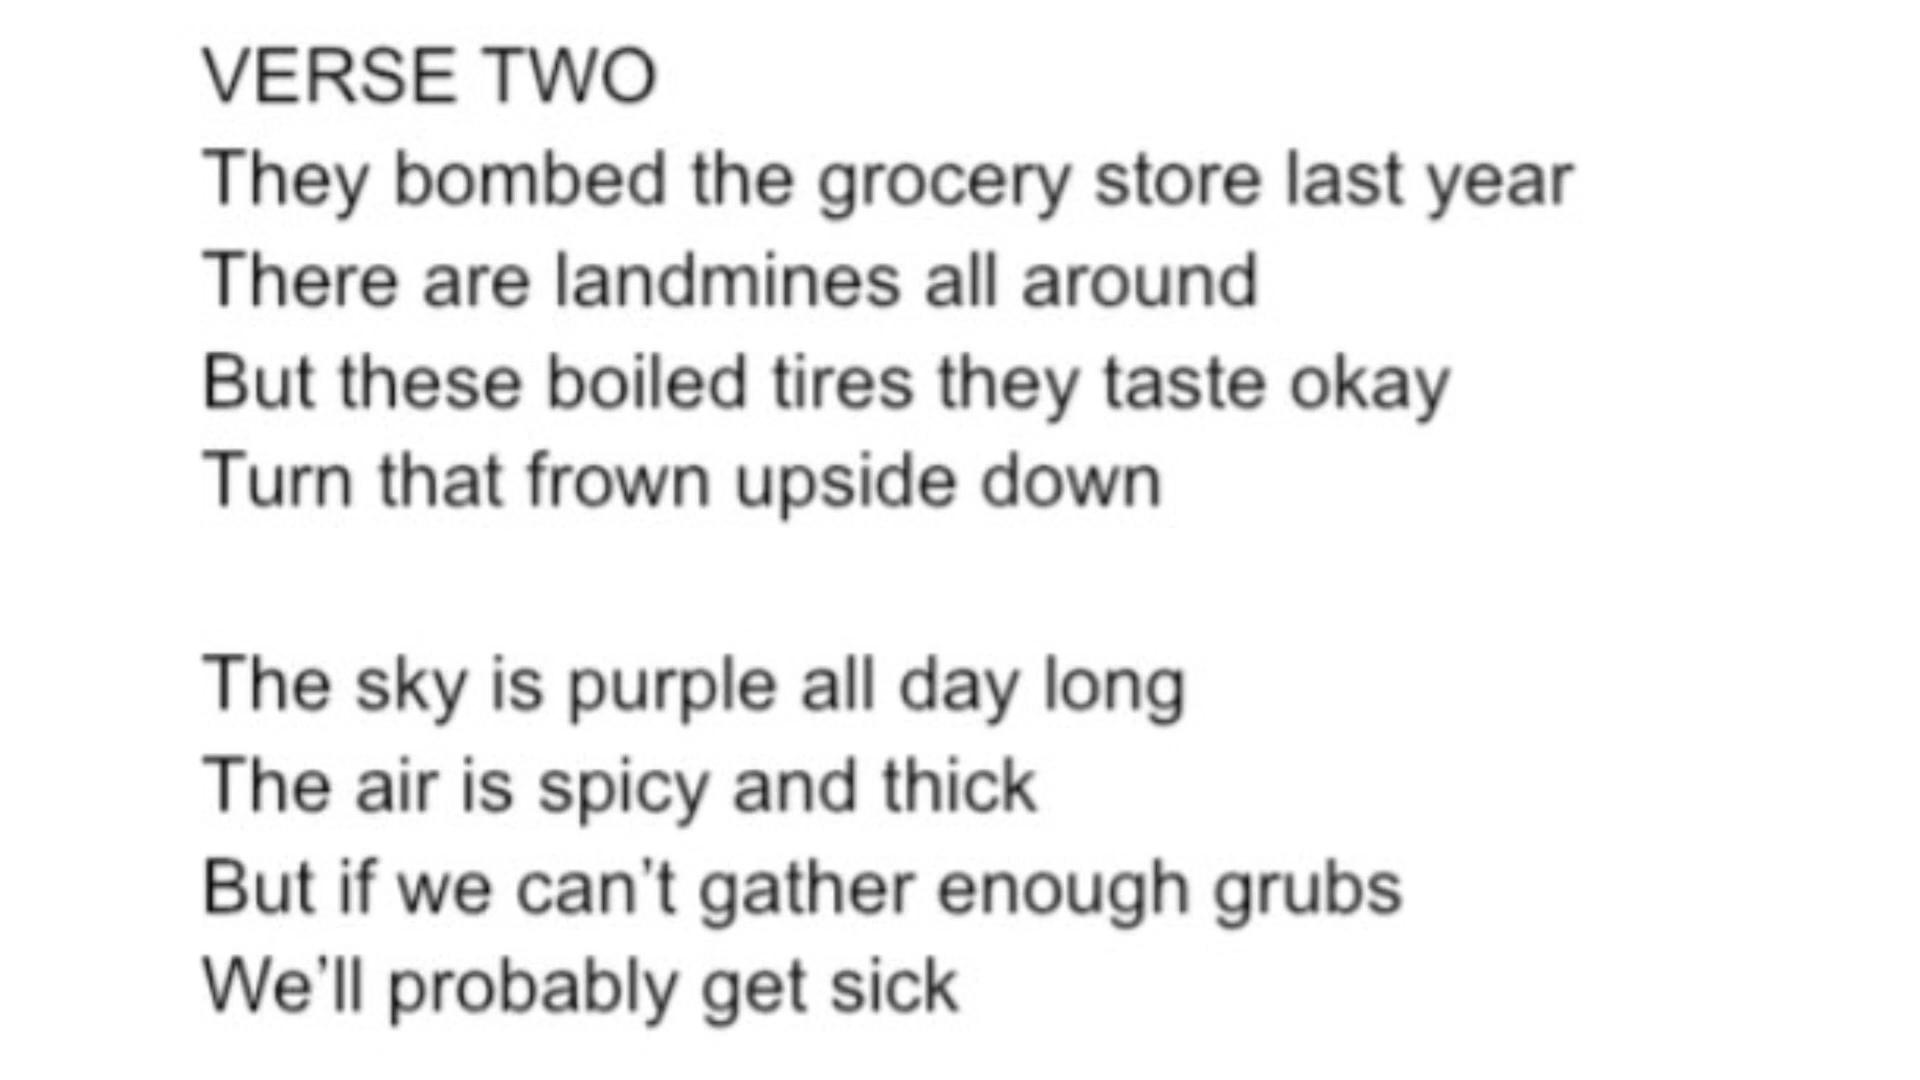 VERSE TWO
They bombed the grocery store last year
There are landmines all around
But these boiled tires they taste okay
Turn that frown upside down
The sky is purple all day long
The air is spicy and thick
But if we can’t gather enough grubs
We’ll probably get sick